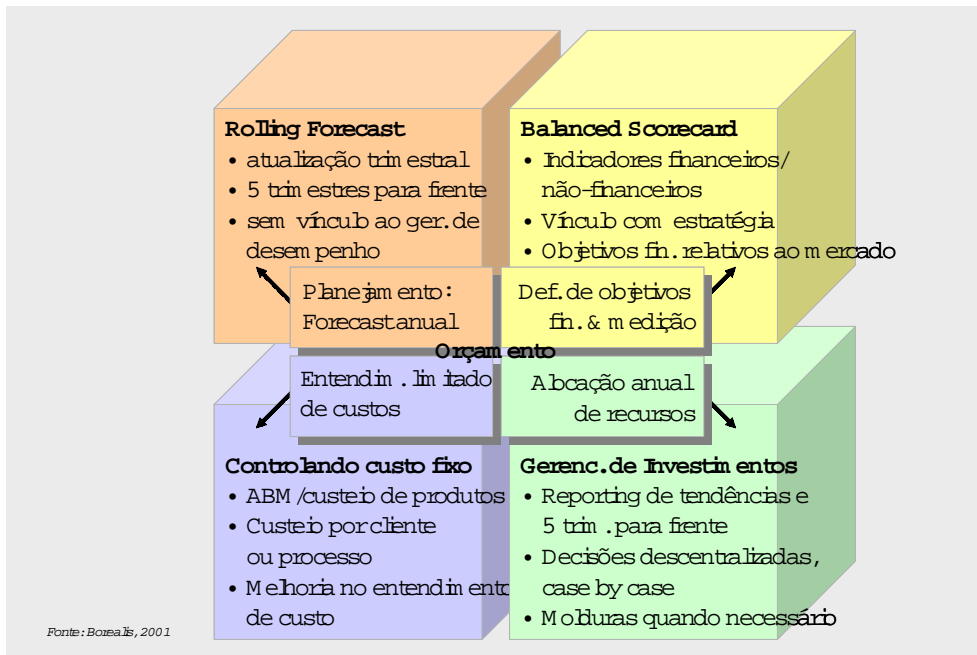 Rolling Forecast
• atualização trimestral
• 5 trimestres para frente
• sem vínculo ao ger. de
desempenho
Balanced Scorecard
• Indicadores financeiros/
não-financeiros
• Vínculo com estratégia
• Objetivos fin. relativos ao mercado
Planejamento:
Forecast anual
Def. de objetivos
fin. & medição
Orçamento
Entendim. limitado
de custos
Alocação anual
de recursos
Controlando custo fixo
• ABM/custeio de produtos
• Custeio por cliente
ou processo
• Melhoria no entendimento
de custo
Gerenc. de Investimentos
• Reporting de tendências e
5 trim. para frente
• Decisões descentralizadas,
case by case
• Molduras quando necessário
Fonte: Borealis, 2001